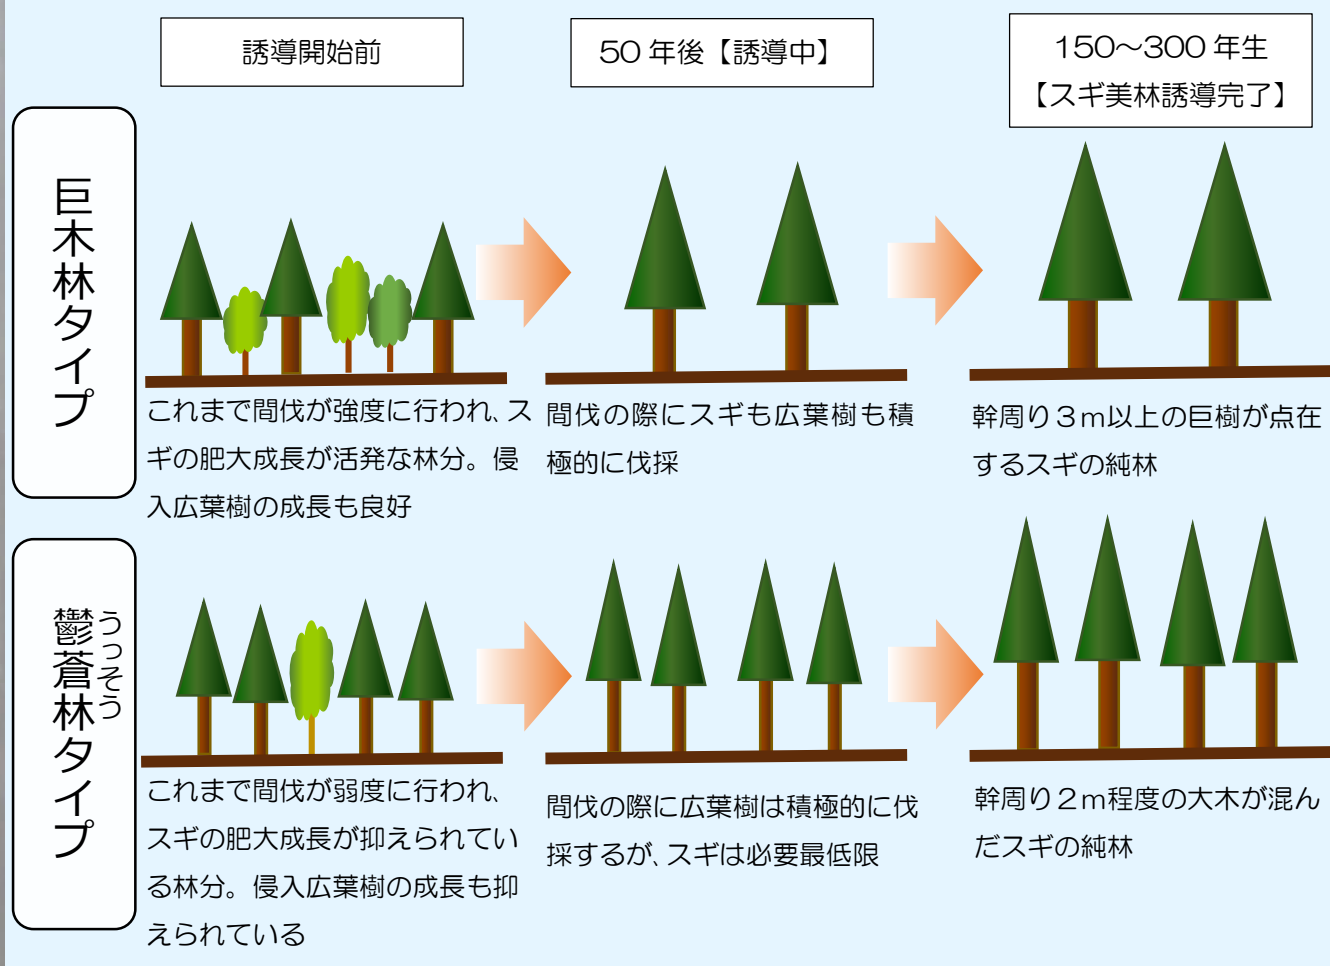 誘導開始前
50年後【誘導中】
150～300年生
【スギ美林誘導完了】
巨木林タイプ
これまで間伐が強度に行われ、ス
ギの肥大成長が活発な林分。侵
入広葉樹の成長も良好
間伐の際にスギも広葉樹も積
極的に伐採
幹周り3m以上の巨樹が点在
するスギの純林
鬱蒼林タイプ
うっそう
これまで間伐が弱度に行われ、
スギの肥大成長が抑えられてい
る林分。侵入広葉樹の成長も抑
えられている
間伐の際に広葉樹は積極的に伐
採するが、スギは必要最低限
幹周り2m程度の大木が混ん
だスギの純林